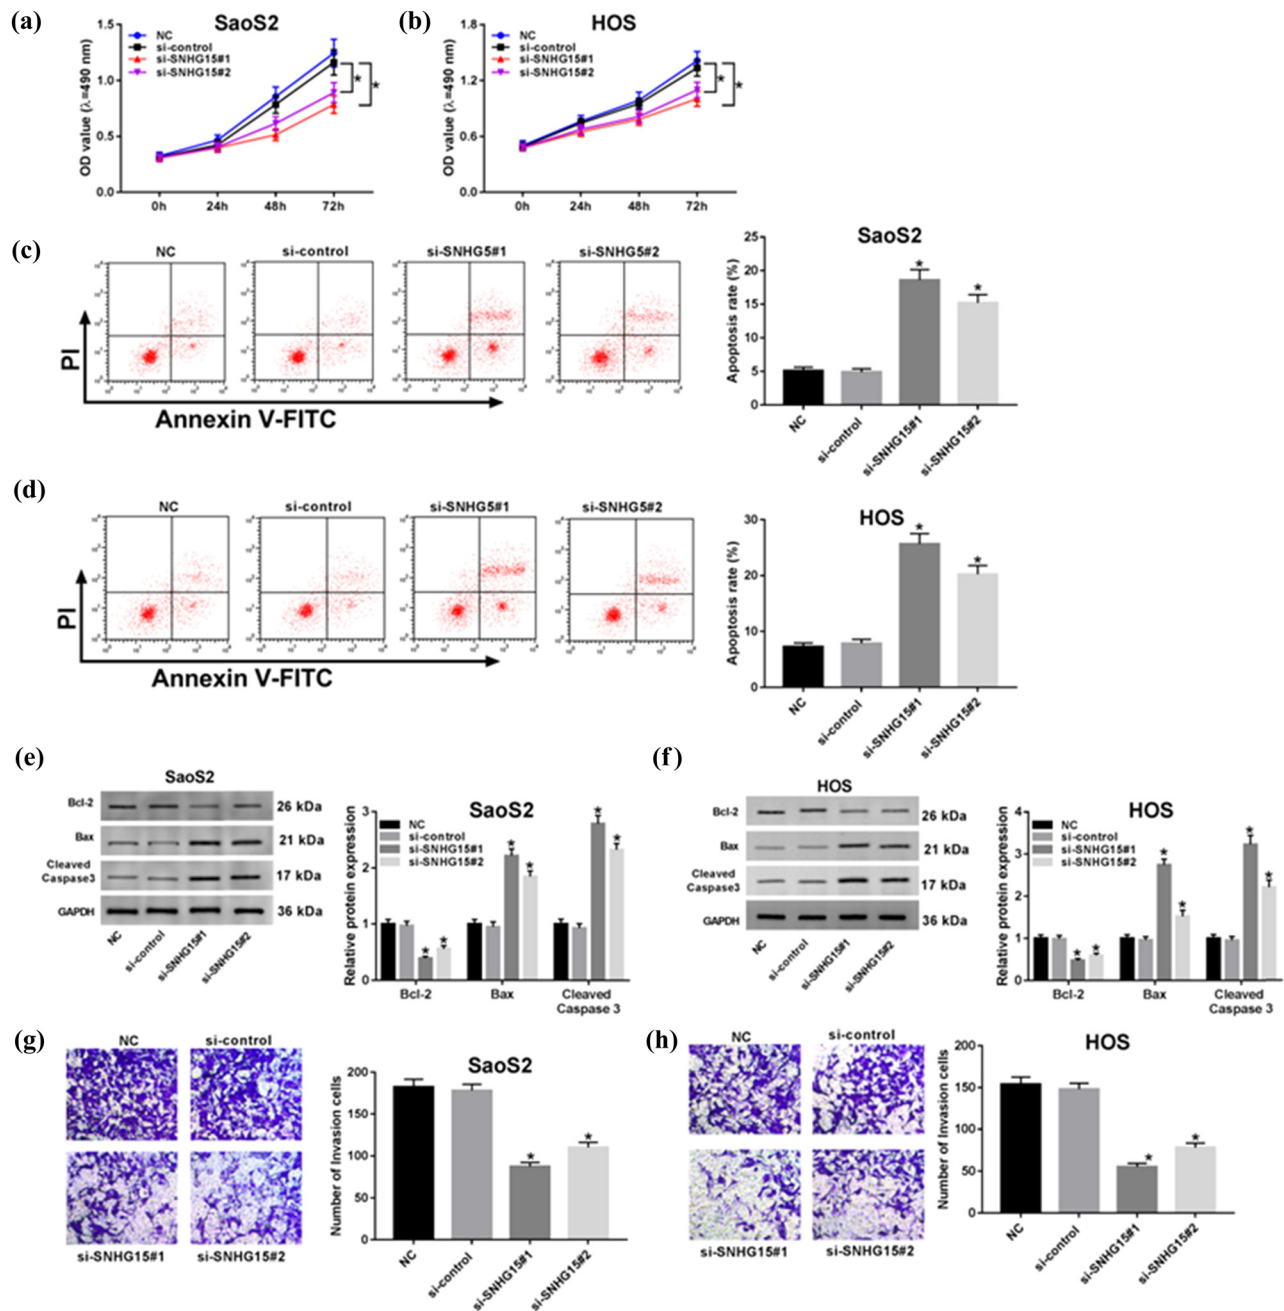 (a)
SaoS2
NC
si-control
si-SNHG15#1
si-SNHG15#2
OD value (λ=490 nm)
1.5
1.0
0.5
0.0
0h 24h 48h 72h
*
*
(b)
HOS
NC
si-control
si-SNHG15#1
si-SNHG15#2
OD value (λ=490 nm)
1.8
1.2
0.6
0.0
0h 24h 48h 72h
*
*
(c)
NC si-control si-SNHG5#1 si-SNHG5#2
PI
Annexin V-FITC
SaoS2
Apoptosis rate (%)
25
20
15
10
5
0
* *
NC si-control si-SNHG15#1 si-SNHG15#2
(d)
NC si-control si-SNHG5#1 si-SNHG5#2
PI
Annexin V-FITC
HOS
Apoptosis rate (%)
30
20
10
0
* *
NC si-control si-SNHG15#1 si-SNHG15#2
(e)
SaoS2
Bcl-2 26 kDa
Bax 21 kDa
Cleaved
Caspase3 17 kDa
GAPDH 36 kDa
NC si-control si-SNHG15#1 si-SNHG15#2
SaoS2
NC
si-control
si-SNHG15#1
si-SNHG15#2
Relative protein expression
3
2
1
0
* * * * * *
Bcl-2 Bax Cleaved
Caspase 3
(f)
HOS
Bcl-2 26 kDa
Bax 21 kDa
Cleaved
Caspase3 17 kDa
GAPDH 36 kDa
NC si-control si-SNHG15#1 si-SNHG15#2
HOS
NC
si-control
si-SNHG15#1
si-SNHG15#2
Relative protein expression
4
3
2
1
0
* * * * * *
Bcl-2 Bax Cleaved
Caspase 3
(g)
NC si-control
si-SNHG15#1 si-SNHG15#2
SaoS2
Number of Invasion cells
200
150
100
50
0
* *
NC si-control si-SNHG15#1 si-SNHG15#2
(h)
NC si-control
si-SNHG15#1 si-SNHG15#2
HOS
Number of Invasion cells
200
150
100
50
0
* *
NC si-control si-SNHG15#1 si-SNHG15#2